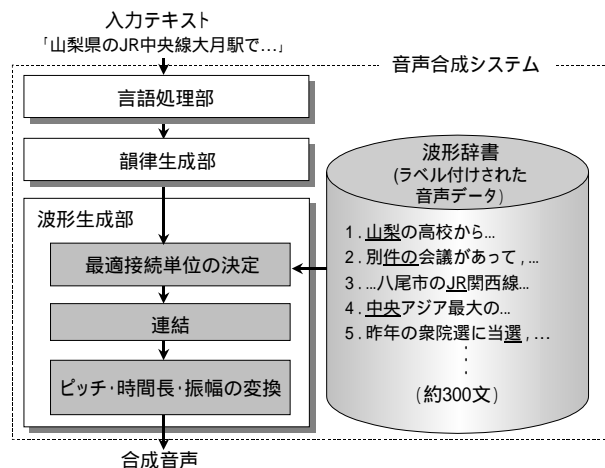 入力テキスト
「山梨県のJR中央線大月駅で...」
音声合成システム
言語処理部
韻律生成部
波形生成部
最適接続単位の決定
連結
ピッチ・時間長・振幅の変換
合成音声
波形辞書
(ラベル付けされた
音声データ)
1．山梨の高校から...
2．別件の会議があって，...
3．...八尾市のJR関西線...
4．中央アジア最大の...
5．昨年の衆院選に当選，...
(約300文)